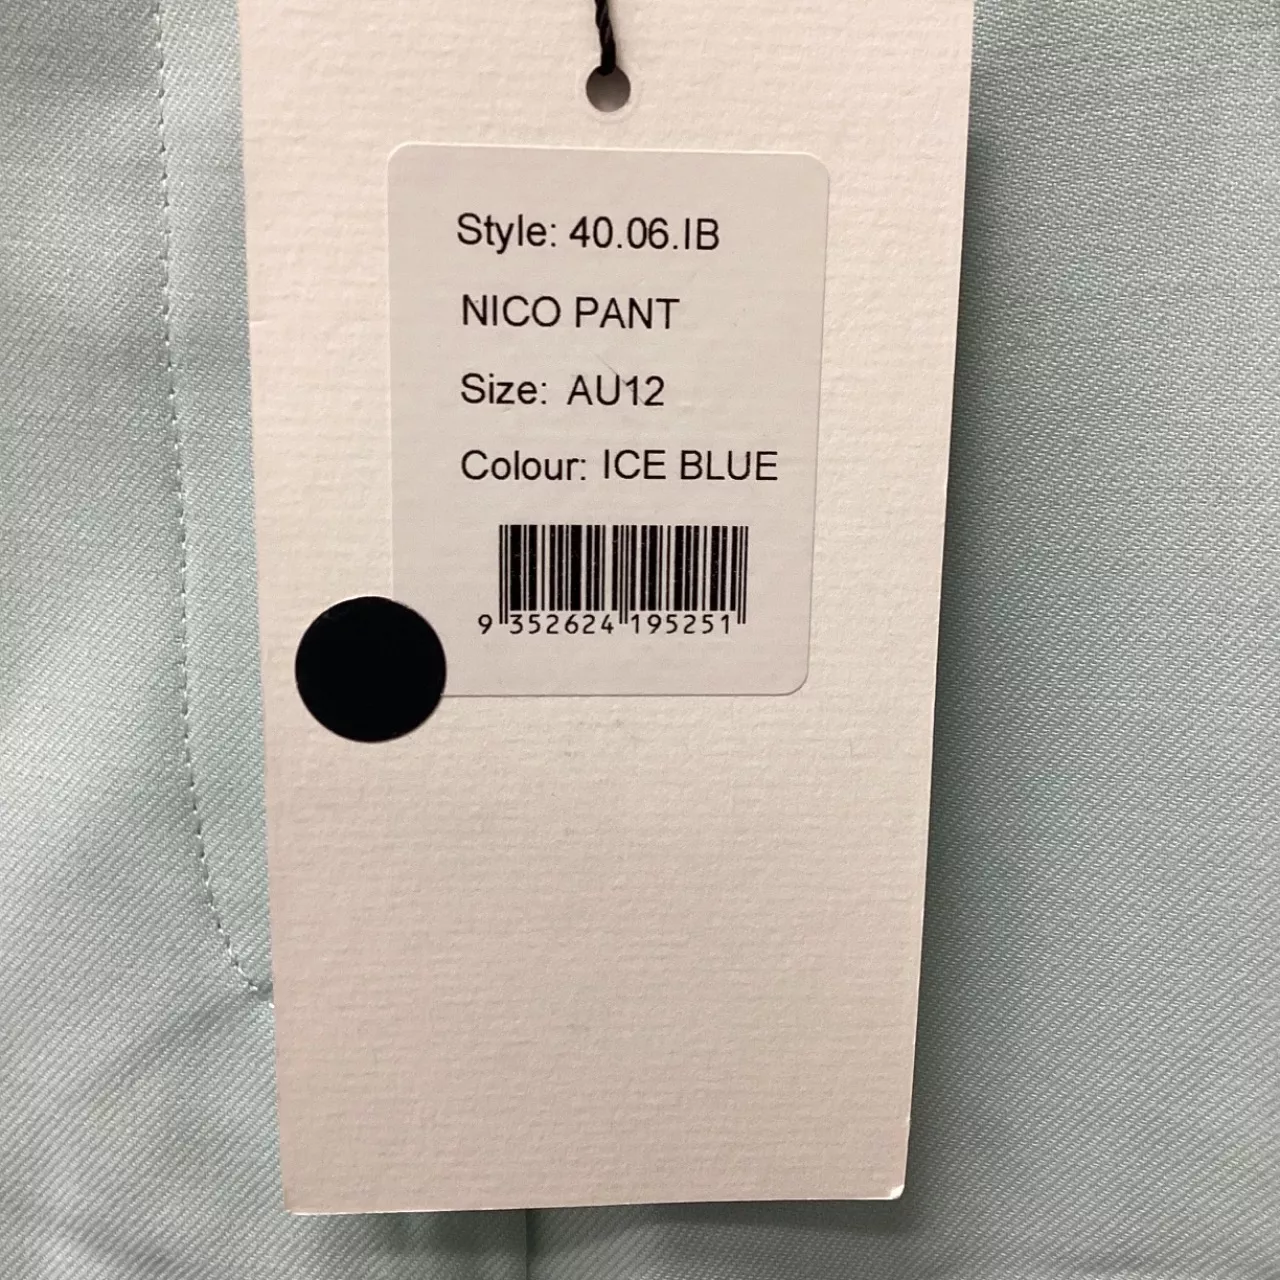 Style: 40.06.IB
NICO PANT
Size: AU12
Colour: ICE BLUE
9 352624 195251